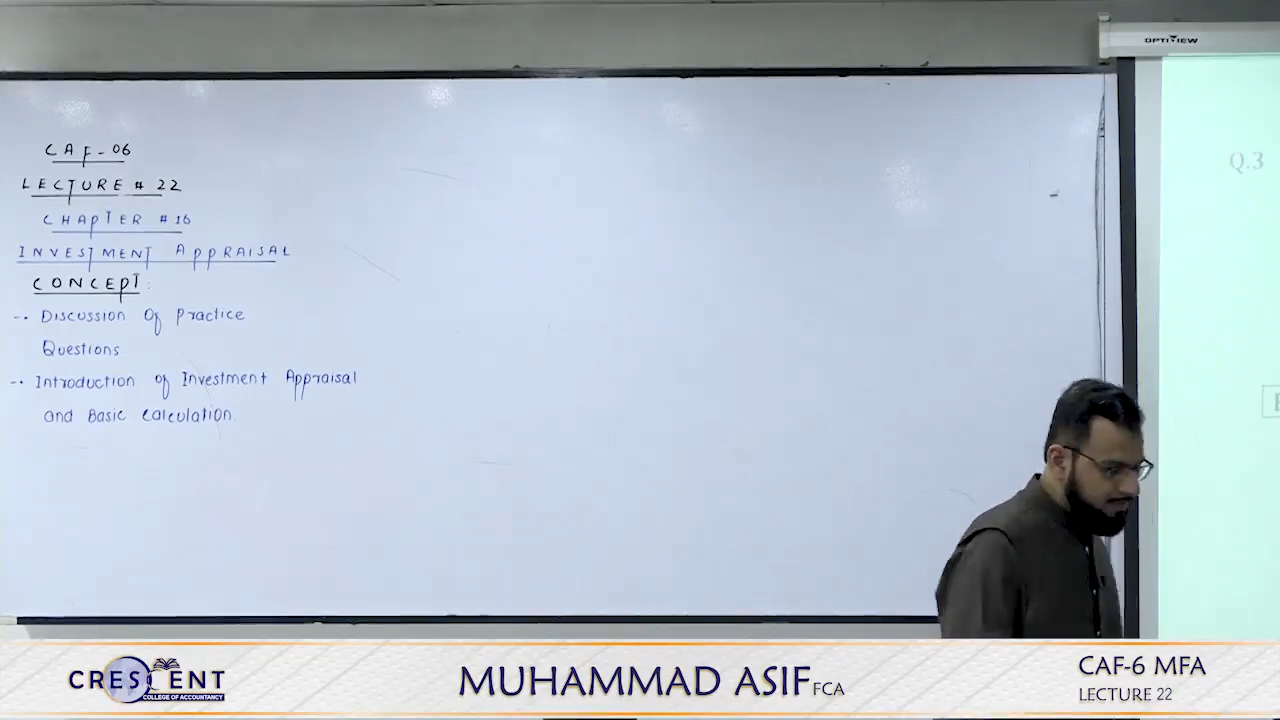 OPTIVIEW
Q.3
CAF-06
LECTURE # 22
CHAPTER #16
INVESTMENT APPRAISAL
CONCEPT:
-• Discussion Of Practice
Questions
-• Introduction of Investment Appraisal
and Basic Calculation.
CRESCENT
COLLEGE OF ACCOUNTANCY
MUHAMMAD ASIF FCA
CAF-6 MFA
LECTURE 22